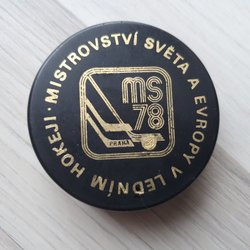 MISTROVSTVÍ SVĚTA A EVROPY V LEDNÍM HOKEJI ·
MS
78
PRAHA